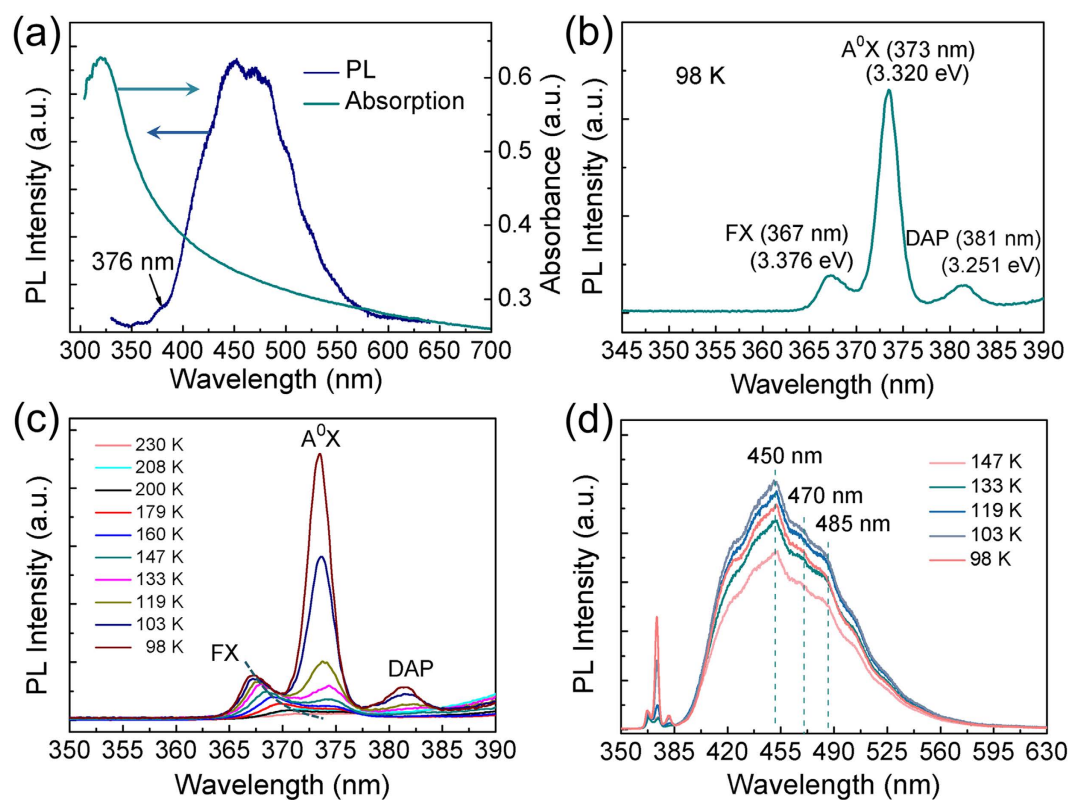 (a)
PL Intensity (a.u.)
PL
Absorption
376 nm
0.6
0.5
0.4
0.3
Absorbance (a.u.)
300 350 400 450 500 550 600 650 700
Wavelength (nm)
(b)
PL Intensity (a.u.)
98 K
A⁰X (373 nm)
(3.320 eV)
FX (367 nm)
(3.376 eV)
DAP (381 nm)
(3.251 eV)
345 350 355 360 365 370 375 380 385 390
Wavelength (nm)
(c)
PL Intensity (a.u.)
230 K
208 K
200 K
179 K
160 K
147 K
133 K
119 K
103 K
98 K
A⁰X
FX
DAP
350 355 360 365 370 375 380 385 390
Wavelength (nm)
(d)
PL Intensity (a.u.)
450 nm
470 nm
485 nm
147 K
133 K
119 K
103 K
98 K
350 385 420 455 490 525 560 595 630
Wavelength (nm)